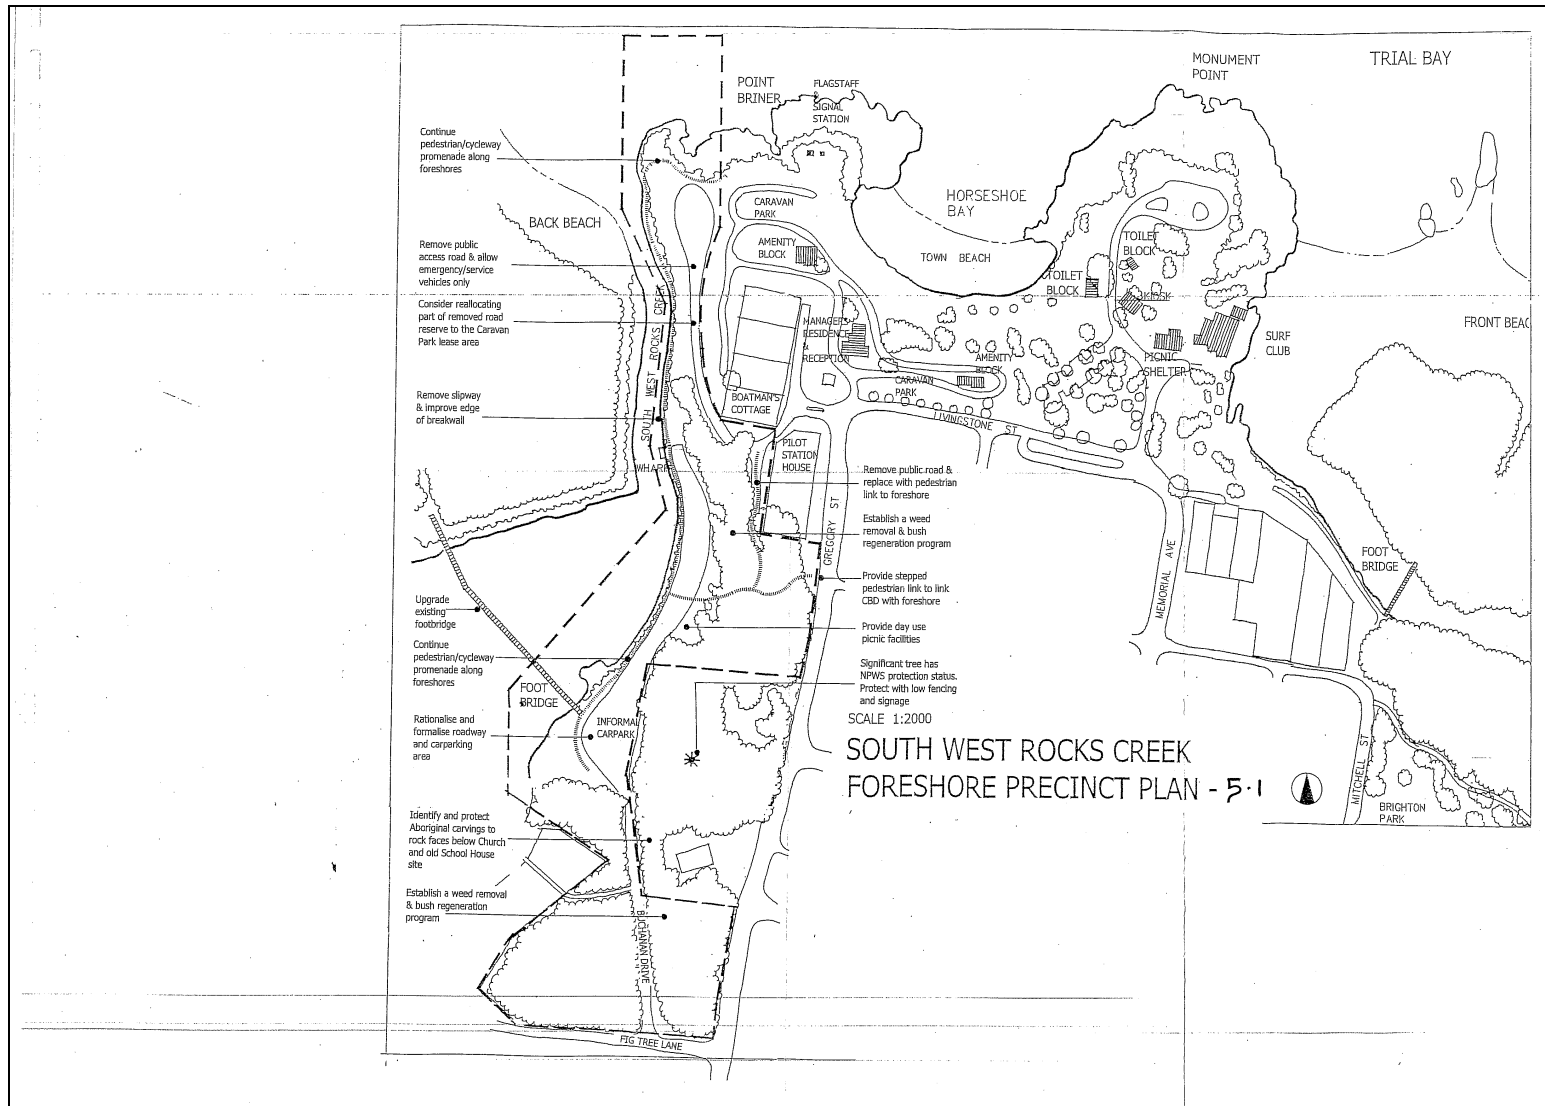 TRIAL BAY
MONUMENT
POINT
POINT
BRINER
FLAGSTAFF
SIGNAL
STATION
Continue
pedestrian/cycleway
promenade along
foreshores
BACK BEACH
CARAVAN
PARK
HORSESHOE
BAY
AMENITY
BLOCK
TOWN BEACH
TOILET
BLOCK
TOILET
BLOCK
KIOSK
Remove public
access road & allow
emergency/service
vehicles only
Consider reallocating
part of removed road
reserve to the Caravan
Park lease area
SOUTH WEST ROCKS CREEK
MANAGERS
RESIDENCE
&
RECEPTION
FRONT BEAC
SURF
CLUB
PICNIC
SHELTER
AMENITY
BLOCK
CARAVAN
PARK
BOATMAN'S
COTTAGE
LIVINGSTONE ST
Remove slipway
& improve edge
of breakwall
WHARF
PILOT
STATION
HOUSE
GREGORY ST
Remove public road &
replace with pedestrian
link to foreshore
Establish a weed
removal & bush
regeneration program
MEMORIAL AVE
FOOT
BRIDGE
Provide stepped
pedestrian link to link
CBD with foreshore
Upgrade
existing
footbridge
Provide day use
picnic facilities
Continue
pedestrian/cycleway
promenade along
foreshores
Significant tree has
NPWS protection status.
Protect with low fencing
and signage
FOOT
BRIDGE
INFORMAL
CARPARK
Rationalise and
formalise roadway
and carparking
area
SCALE 1:2000
SOUTH WEST ROCKS CREEK
FORESHORE PRECINCT PLAN - 5.1
MITCHELL ST
BRIGHTON
PARK
Identify and protect
Aboriginal carvings to
rock faces below Church
and old School House
site
Establish a weed removal
& bush regeneration
program
BUCHANAN DRIVE
FIG TREE LANE